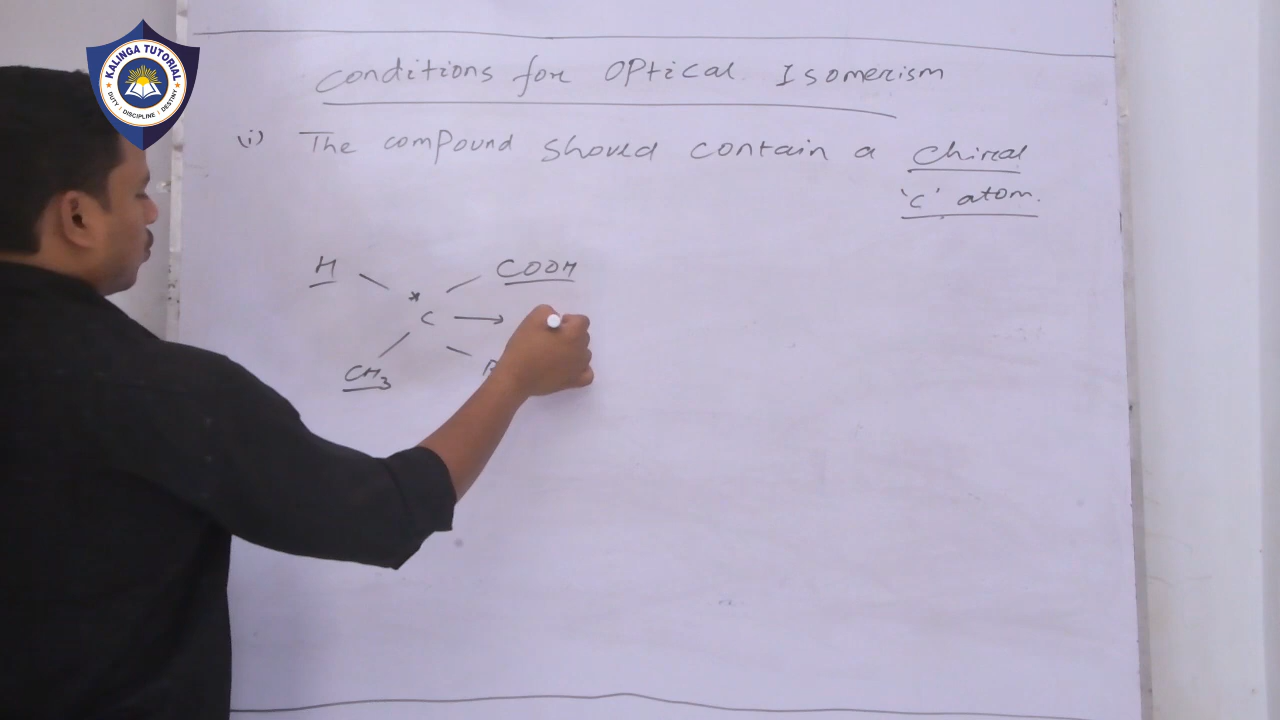 KALINGA TUTORIAL
DUTY | DISCIPLINE | DESTINY
Conditions for Optical Isomerism
(i) The compound should contain a chiral
'C' atom.
H COOH
*
C →
CH3